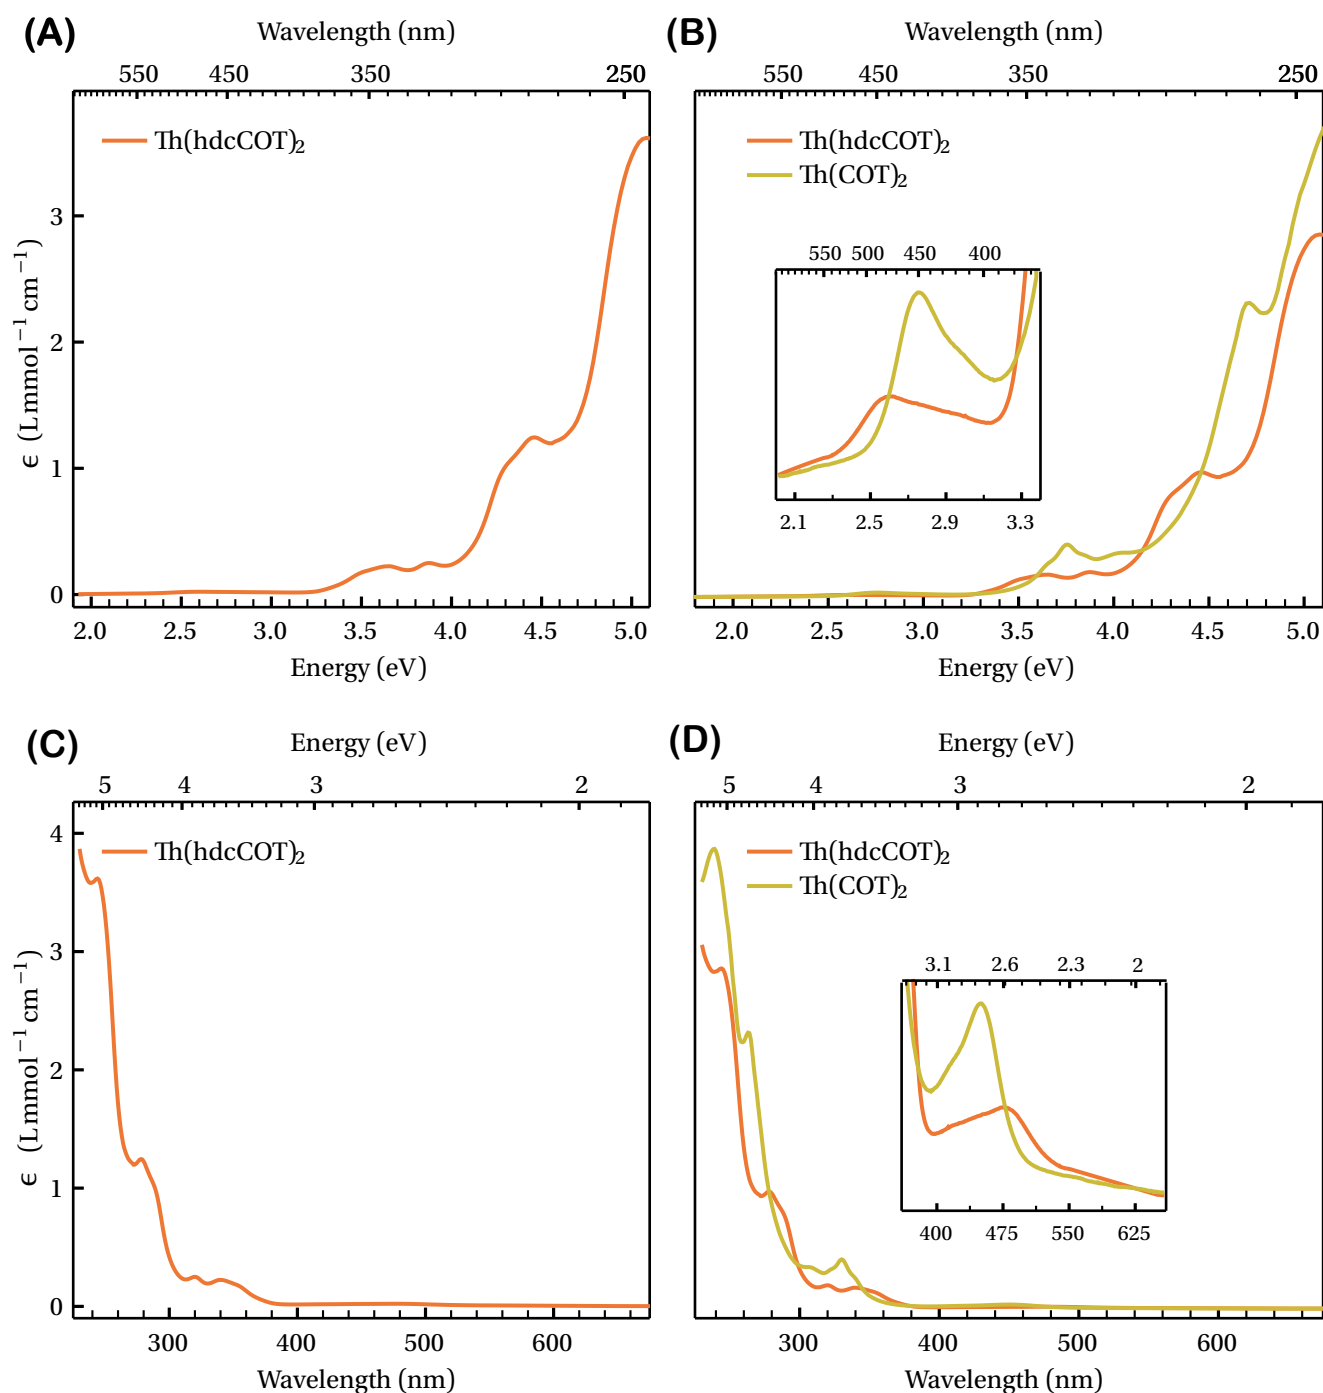 (A)
Wavelength (nm)
550 450 350 250
Th(hdcCOT)2
ϵ (L mmol−1 cm−1)
3
2
1
0
2.0 2.5 3.0 3.5 4.0 4.5 5.0
Energy (eV)
(B)
Wavelength (nm)
550 450 350 250
Th(hdcCOT)2
Th(COT)2
550 500 450 400
2.1 2.5 2.9 3.3
2.0 2.5 3.0 3.5 4.0 4.5 5.0
Energy (eV)
(C)
Energy (eV)
5 4 3 2
Th(hdcCOT)2
ϵ (L mmol−1 cm−1)
4
3
2
1
0
300 400 500 600
Wavelength (nm)
(D)
Energy (eV)
5 4 3 2
Th(hdcCOT)2
Th(COT)2
3.1 2.6 2.3 2
400 475 550 625
300 400 500 600
Wavelength (nm)